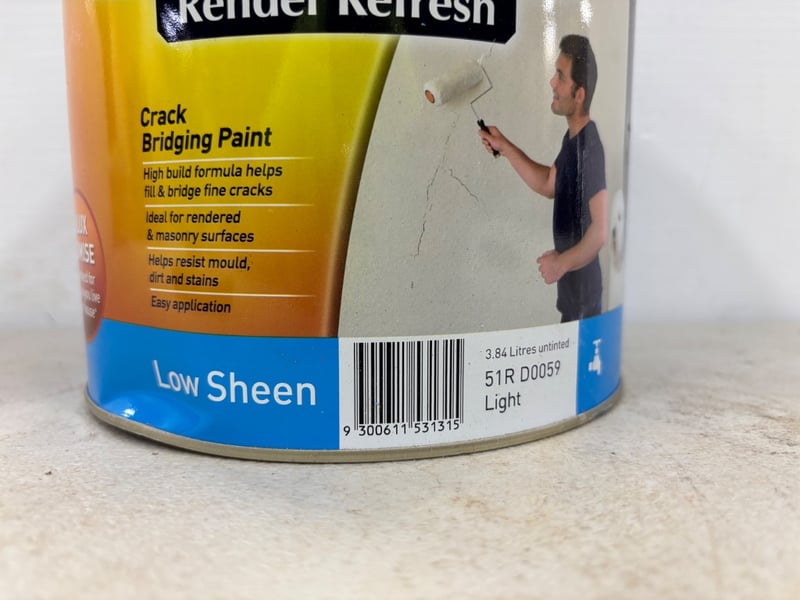 Render Refresh
Crack
Bridging Paint
High build formula helps
fill & bridge fine cracks
Ideal for rendered
& masonry surfaces
Helps resist mould,
dirt and stains
Easy application
Low Sheen
9 300611 531315
3.84 Litres untinted
51R D0059
Light